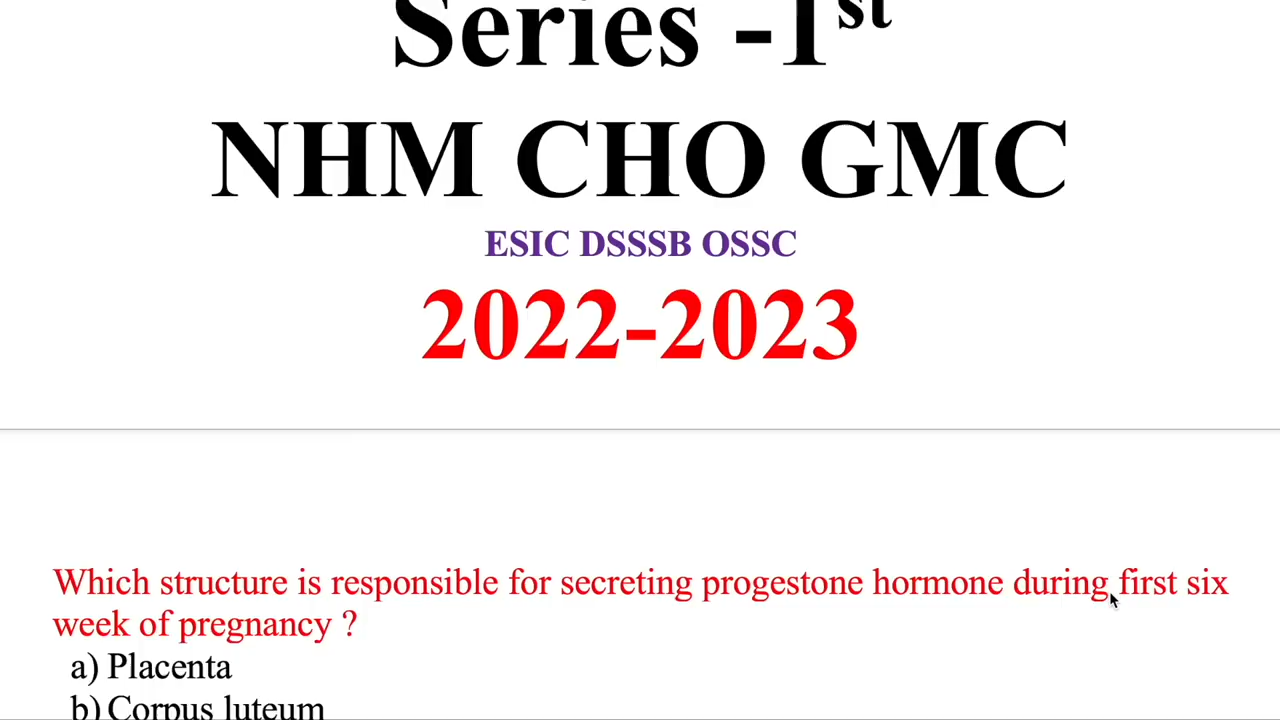 Series -1st
NHM CHO GMC
ESIC DSSSB OSSC
2022-2023
Which structure is responsible for secreting progestone hormone during first six
week of pregnancy ?
a) Placenta
b) Corpus luteum